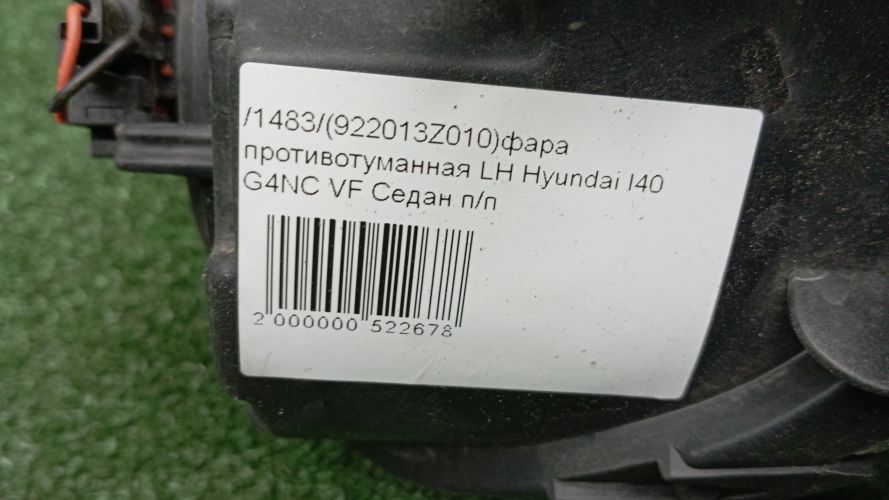 /1483/(922013Z010)фара
противотуманная LH Hyundai I40
G4NC VF Седан п/п
2 000000 522678